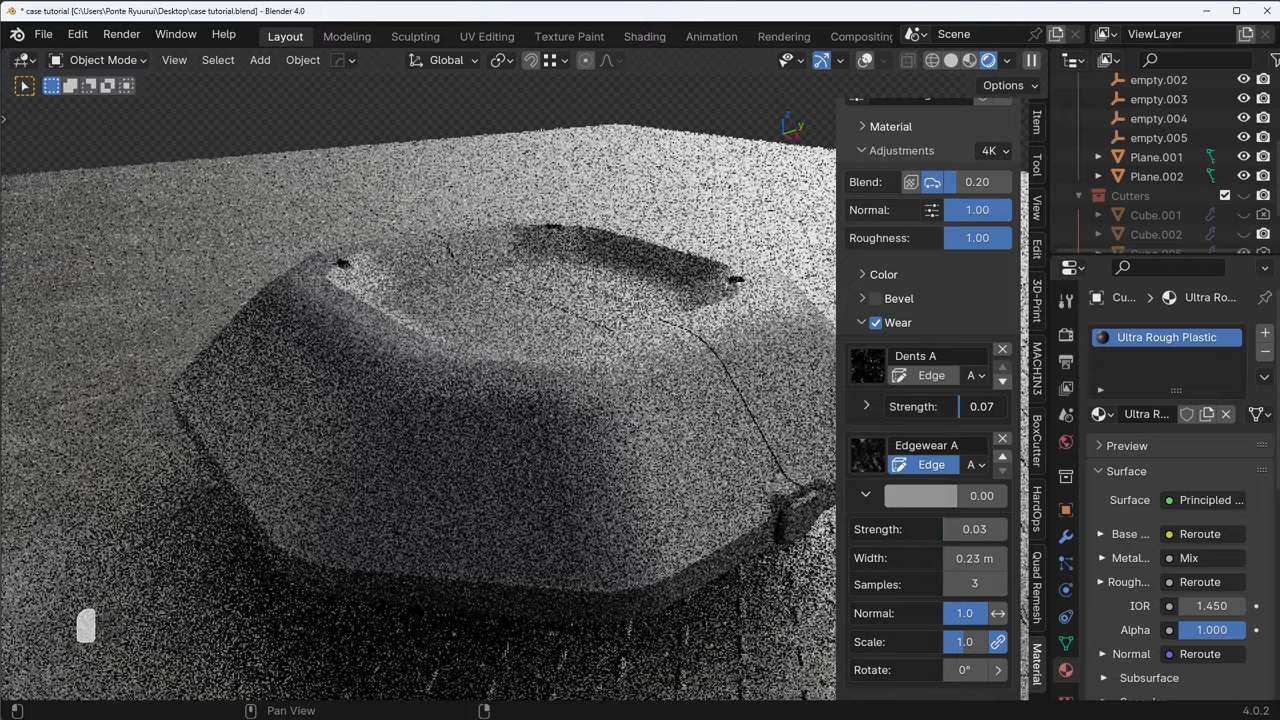 * case tutorial [C:\Users\Ponte Ryuurui\Desktop\case tutorial.blend] - Blender 4.0
File Edit Render Window Help Layout Modeling Sculpting UV Editing Texture Paint Shading Animation Rendering Compositing Scene ViewLayer
Object Mode View Select Add Object Global
Options
empty.002
empty.003
empty.004
empty.005
Plane.001
Plane.002
Cutters
Cube.001
Cube.002
z
y
x
Item
Tool
View
Edit
3D-Print
MACHIN3
BoxCutter
HardOps
Quad Remesh
Material
Material
Adjustments 4K
Blend: 0.20
Normal: 1.00
Roughness: 1.00
Color
Bevel
Wear
Dents A
Edge A
Strength: 0.07
Edgewear A
Edge A
0.00
Strength: 0.03
Width: 0.23 m
Samples: 3
Normal: 1.0
Scale: 1.0
Rotate: 0°
Cu... Ultra Ro...
Ultra Rough Plastic
Ultra R...
Preview
Surface
Surface Principled ...
Base ... Reroute
Metal... Mix
Rough... Reroute
IOR 1.450
Alpha 1.000
Normal Reroute
Subsurface
Pan View
4.0.2